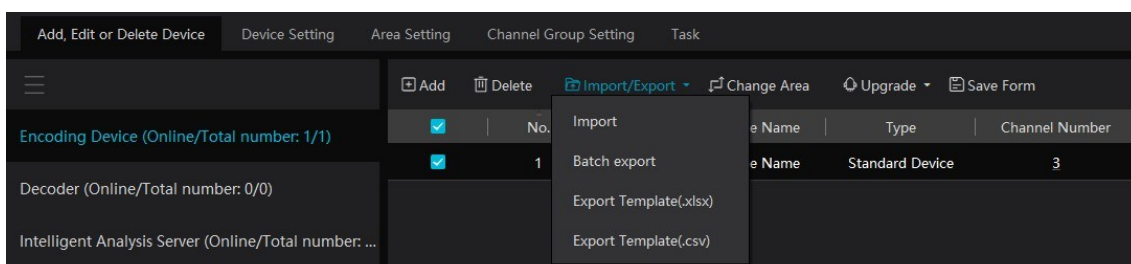 Add, Edit or Delete Device Device Setting Area Setting Channel Group Setting Task
Add Delete Import/Export Change Area Upgrade Save Form
Encoding Device (Online/Total number: 1/1)
Decoder (Online/Total number: 0/0)
Intelligent Analysis Server (Online/Total number: ...
No. e Name Type Channel Number
1 e Name Standard Device 3
Import
Batch export
Export Template(.xlsx)
Export Template(.csv)